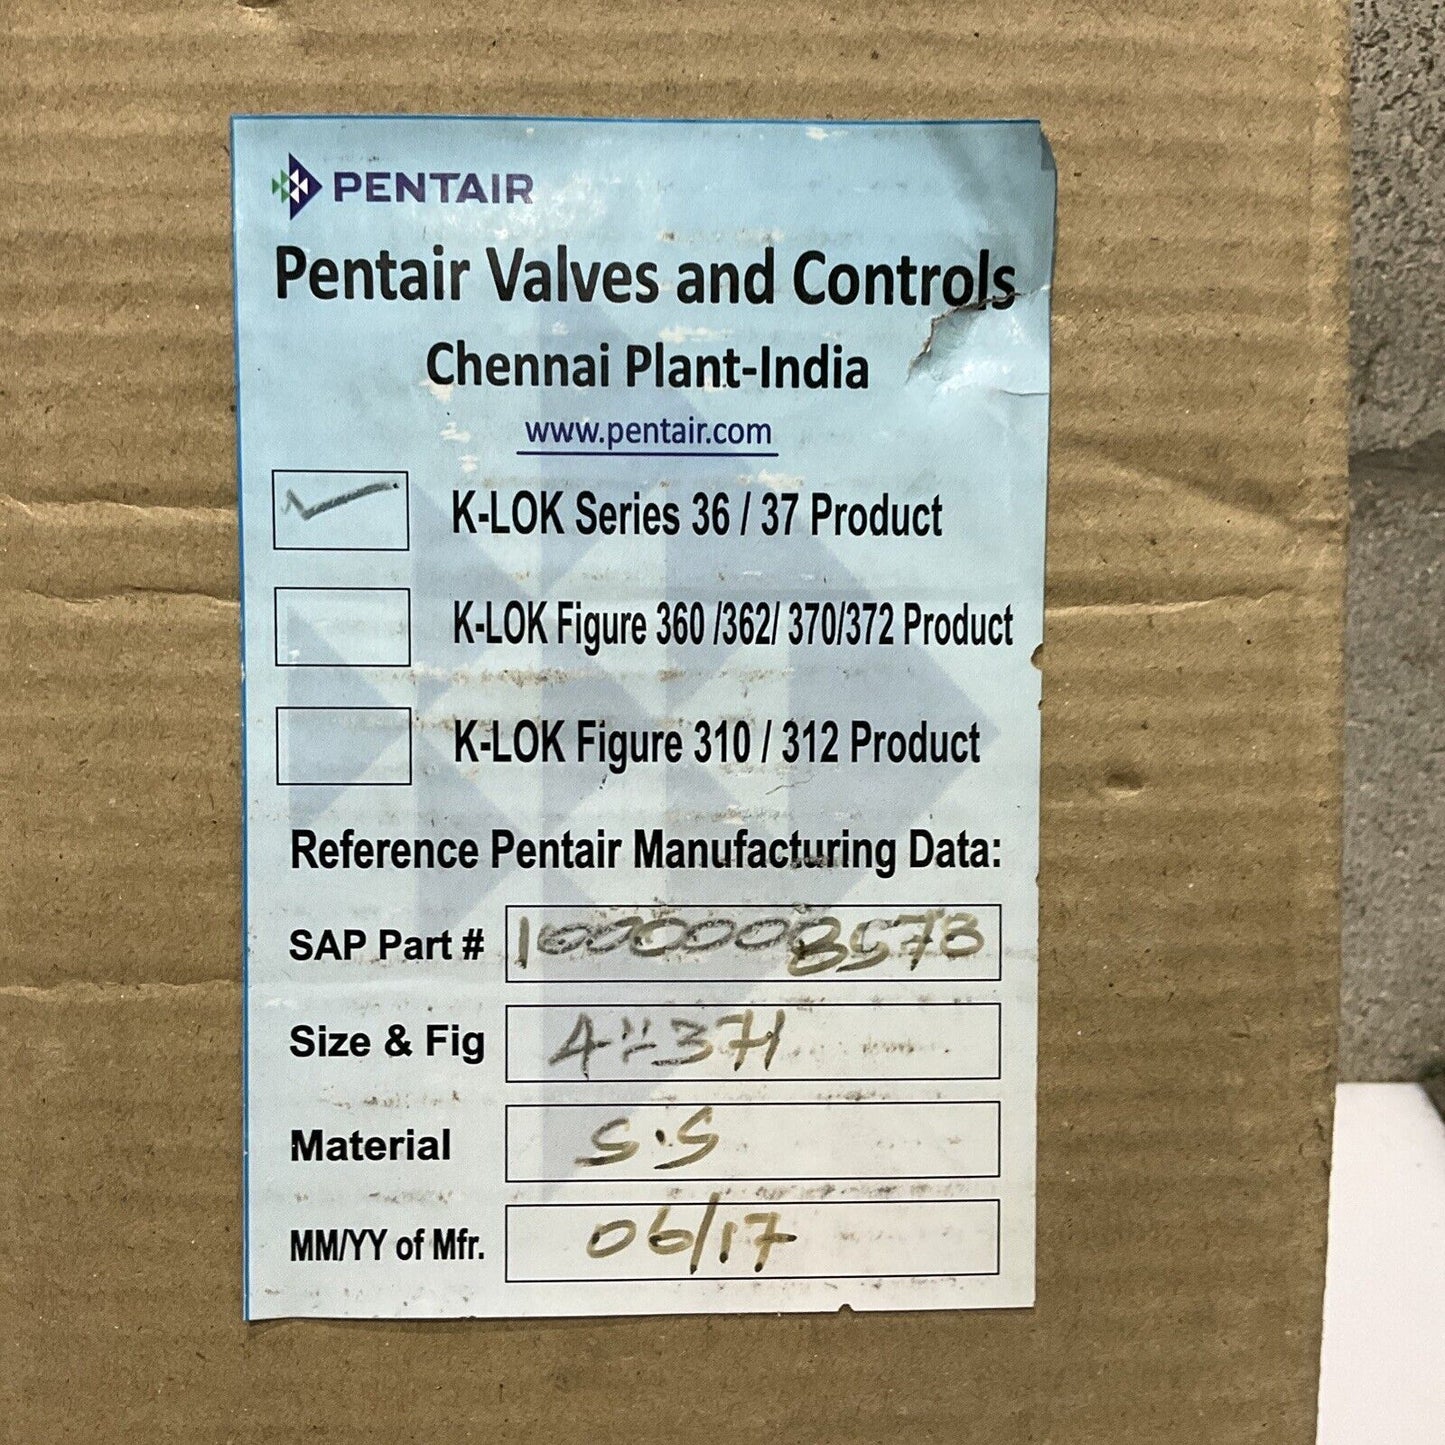 PENTAIR
Pentair Valves and Controls
Chennai Plant-India
www.pentair.com
K-LOK Series 36 / 37 Product
K-LOK Figure 360 /362/ 370/372 Product
K-LOK Figure 310 / 312 Product
Reference Pentair Manufacturing Data:
SAP Part #
Size & Fig 4"-371
Material S.S
MM/YY of Mfr. 06/17